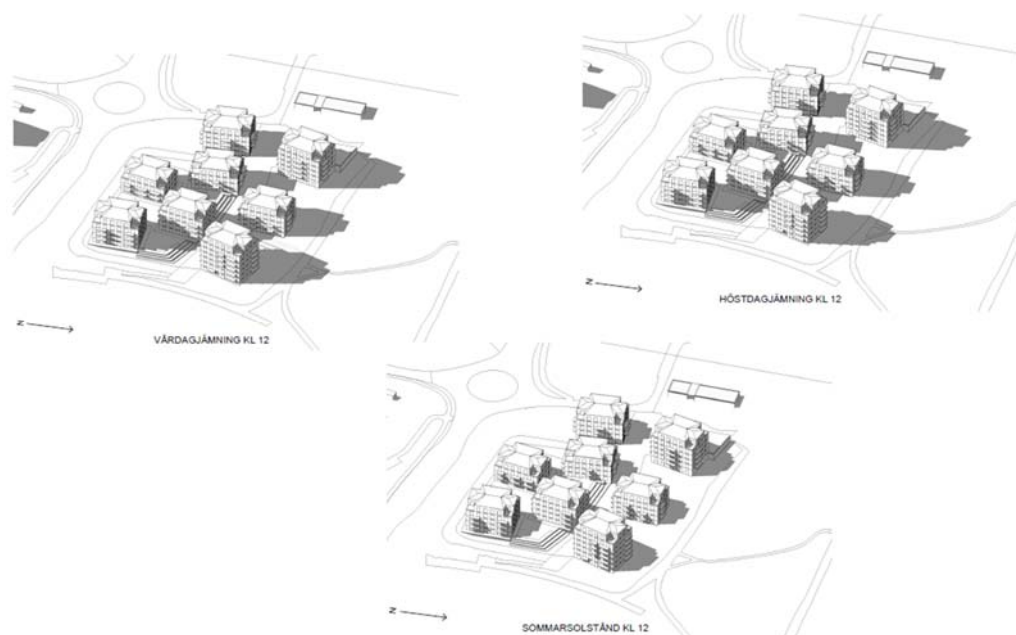 N
VÅRDAGJÄMNING KL 12
N
HÖSTDAGJÄMNING KL 12
N
SOMMARSOLSTÅND KL 12